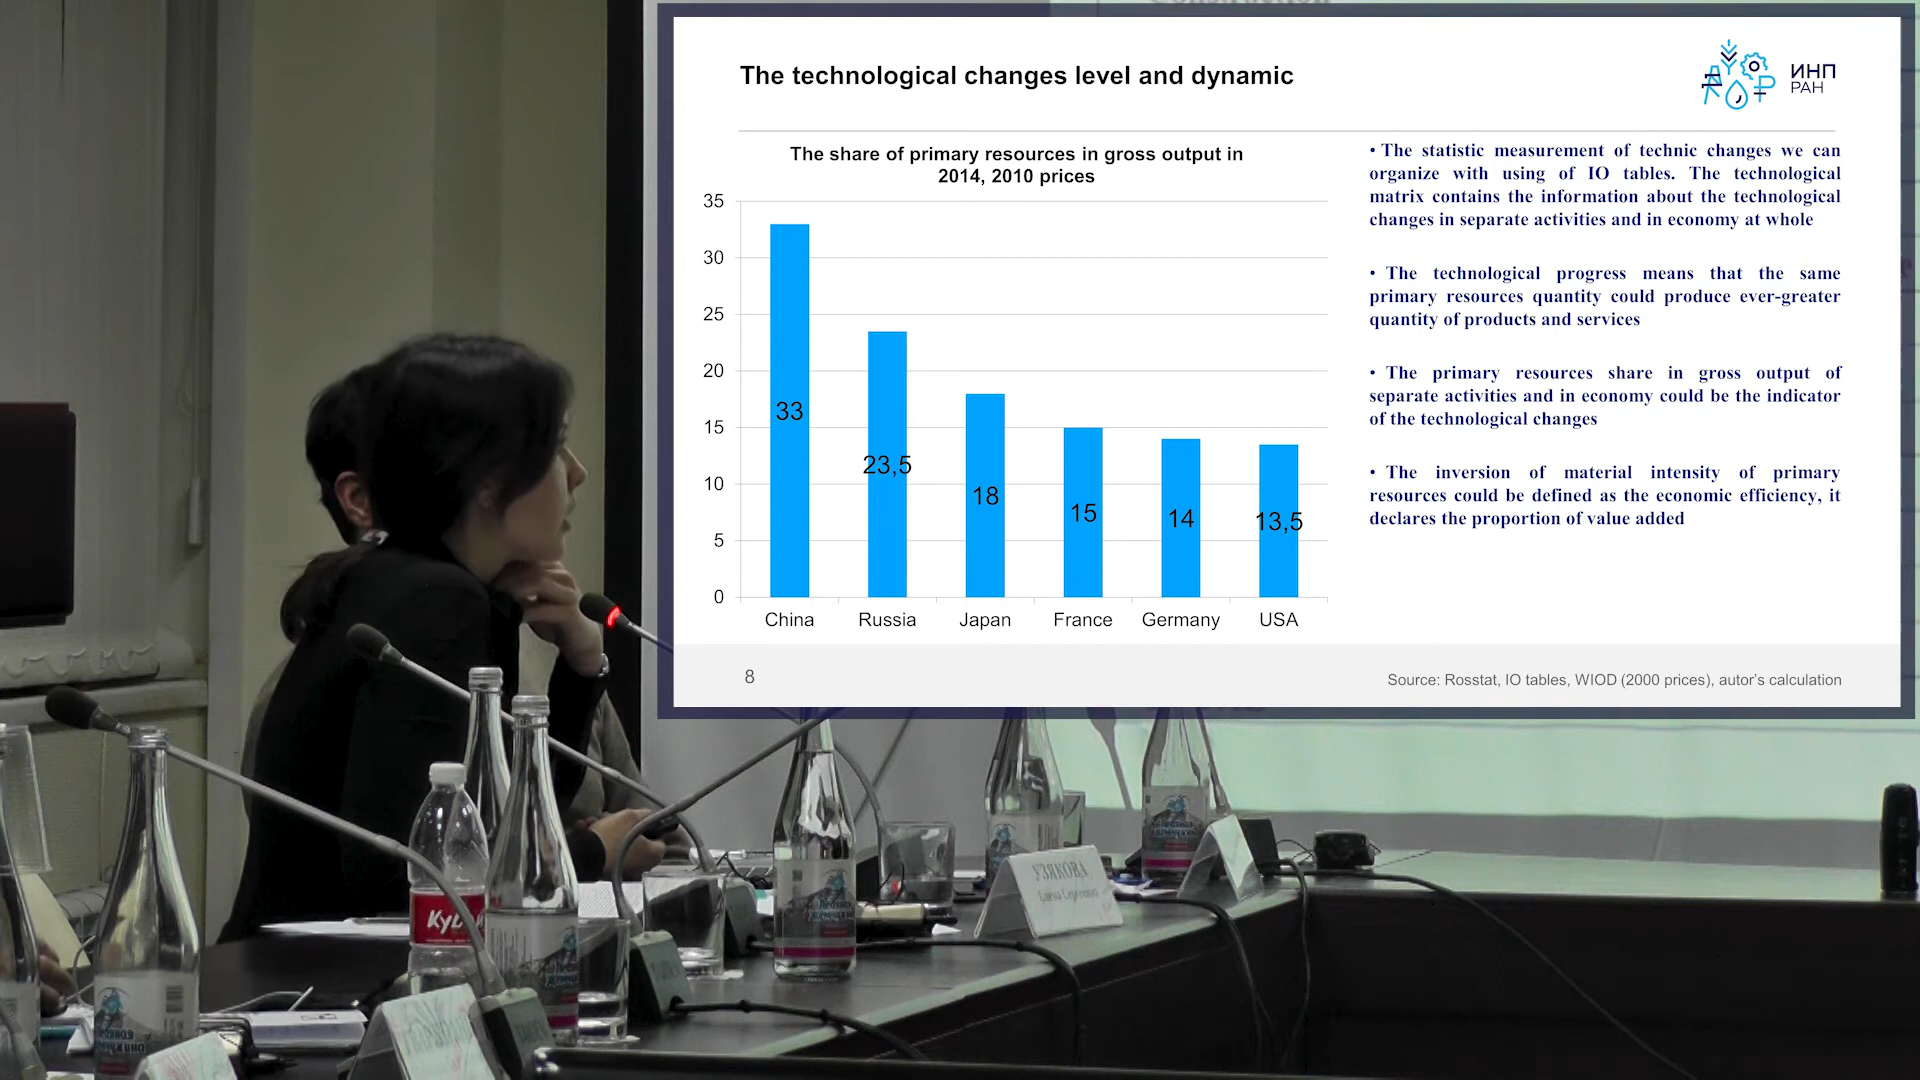 The technological changes level and dynamic
ИНП
РАН
The share of primary resources in gross output in
2014, 2010 prices
35
30
25
20
15
10
5
0
33
23,5
18
15
14
13,5
China
Russia
Japan
France
Germany
USA
• The statistic measurement of technic changes we can
organize with using of IO tables. The technological
matrix contains the information about the technological
changes in separate activities and in economy at whole
• The technological progress means that the same
primary resources quantity could produce ever-greater
quantity of products and services
• The primary resources share in gross output of
separate activities and in economy could be the indicator
of the technological changes
• The inversion of material intensity of primary
resources could be defined as the economic efficiency, it
declares the proportion of value added
8
Source: Rosstat, IO tables, WIOD (2000 prices), autor's calculation
УЗЯКОВА
Елена Сергеевна